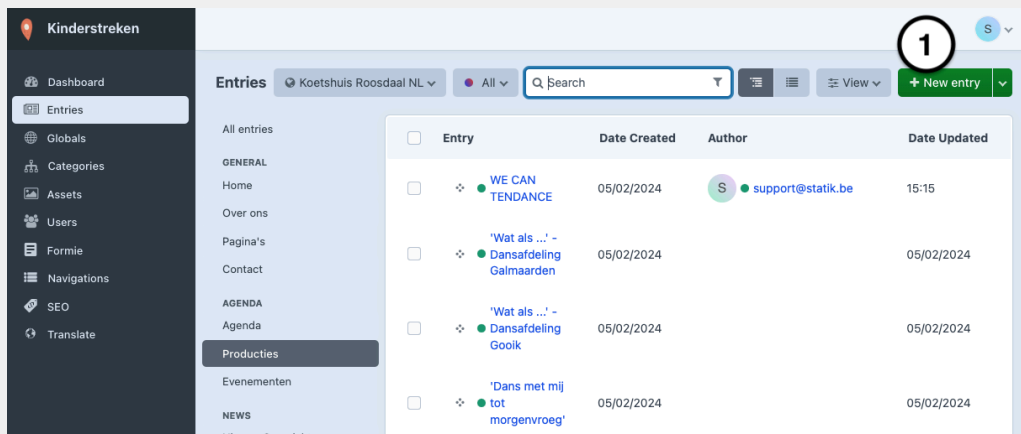 Kinderstreken
S
1
Dashboard
Entries
Globals
Categories
Assets
Users
Formie
Navigations
SEO
Translate
Entries
Koetshuis Roosdaal NL
All
Search
View
+ New entry
All entries
GENERAL
Home
Over ons
Pagina's
Contact
AGENDA
Agenda
Producties
Evenementen
NEWS
Entry
Date Created
Author
Date Updated
WE CAN
TENDANCE
05/02/2024
S
support@statik.be
15:15
'Wat als ...' -
Dansafdeling
Galmaarden
05/02/2024
05/02/2024
'Wat als ...' -
Dansafdeling
Gooik
05/02/2024
05/02/2024
'Dans met mij
tot
morgenvroeg'
05/02/2024
05/02/2024